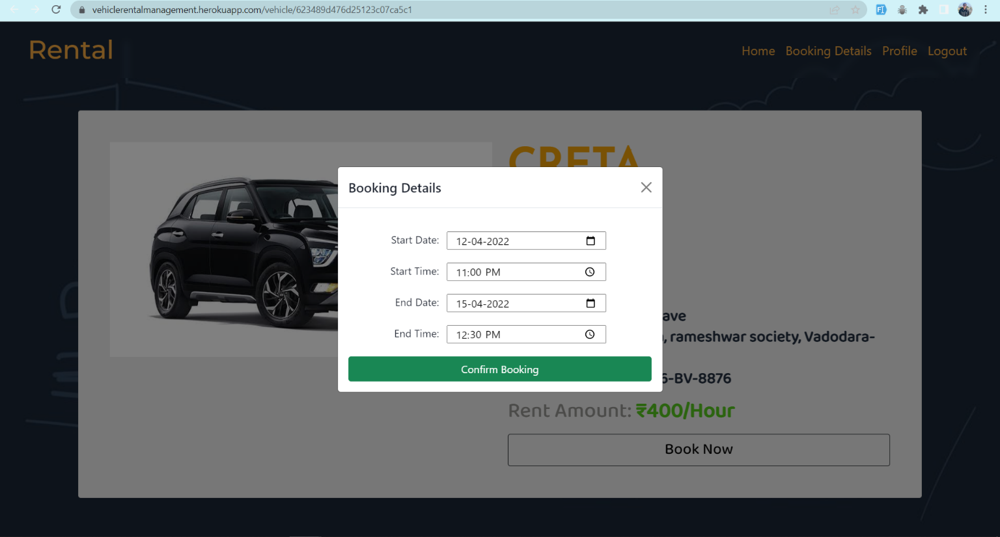 vehiclerentalmanagement.herokuapp.com/vehicle/623489d476d25123c07ca5c1
Rental
Home Booking Details Profile Logout
CRETA
Booking Details
Start Date: 12-04-2022
Start Time: 11:00 PM
End Date: 15-04-2022
End Time: 12:30 PM
Confirm Booking
ave
, rameshwar society, Vadodara-
6-BV-8876
Rent Amount: ₹400/Hour
Book Now